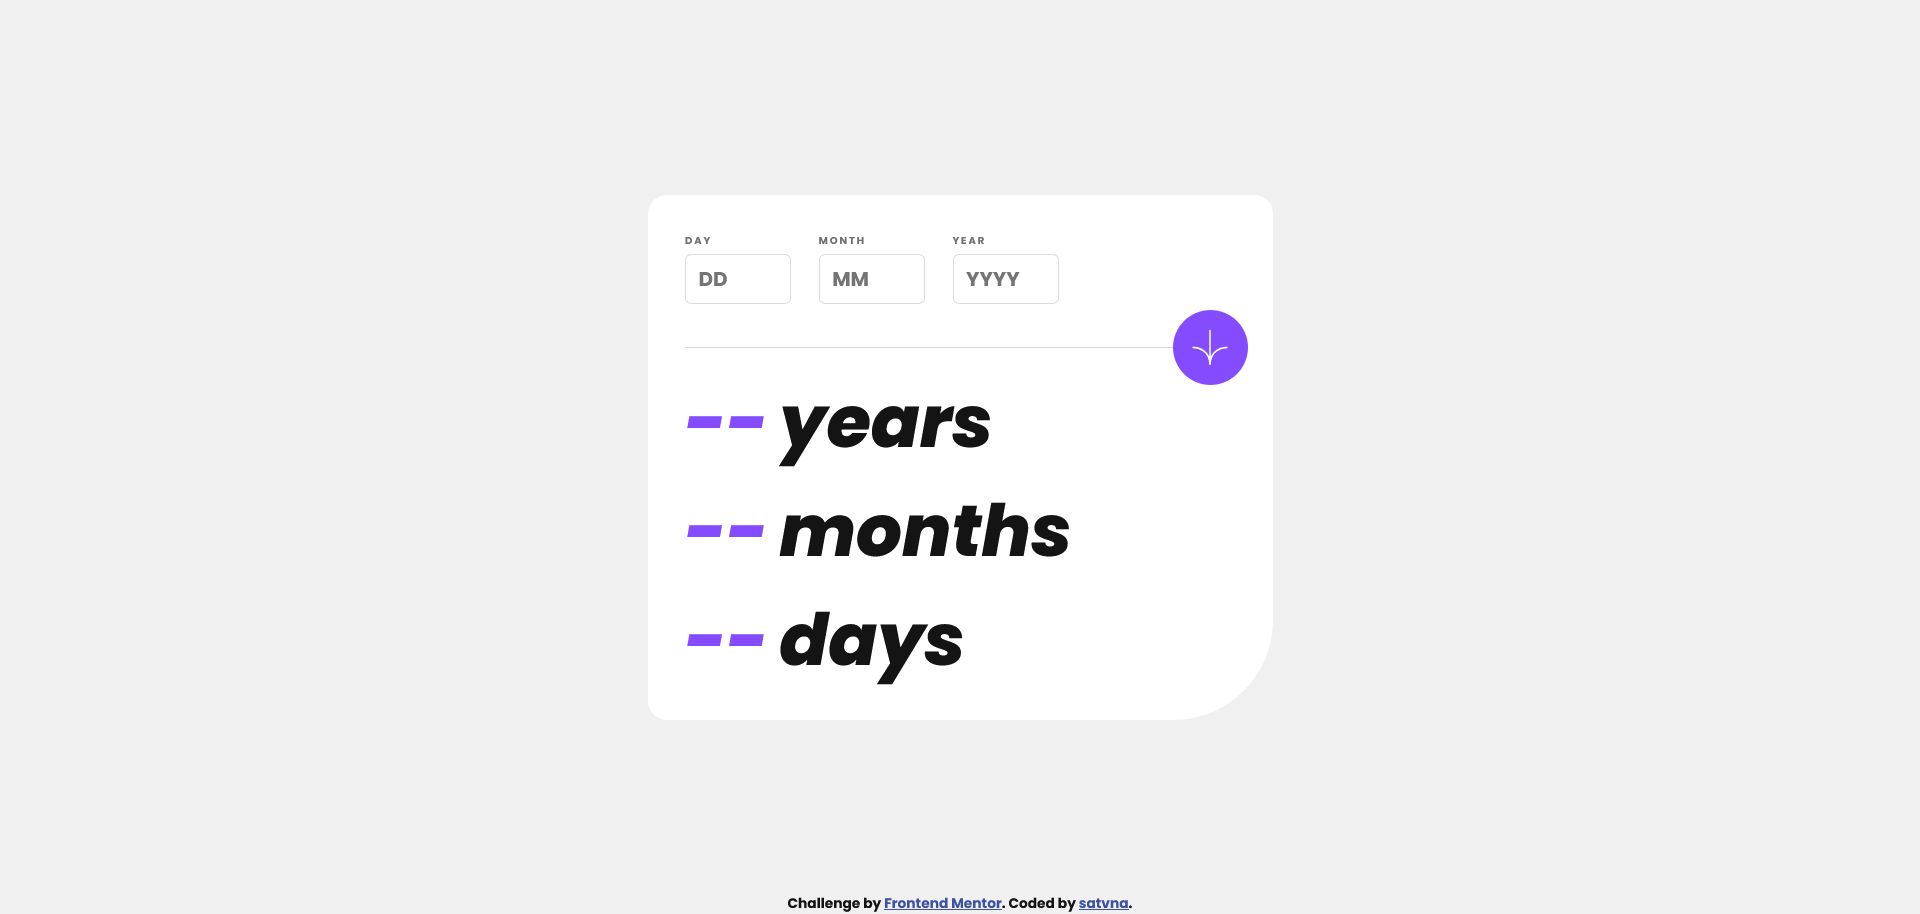 DAY MONTH YEAR
DD MM YYYY
-- years
-- months
-- days
Challenge by Frontend Mentor. Coded by satvna.